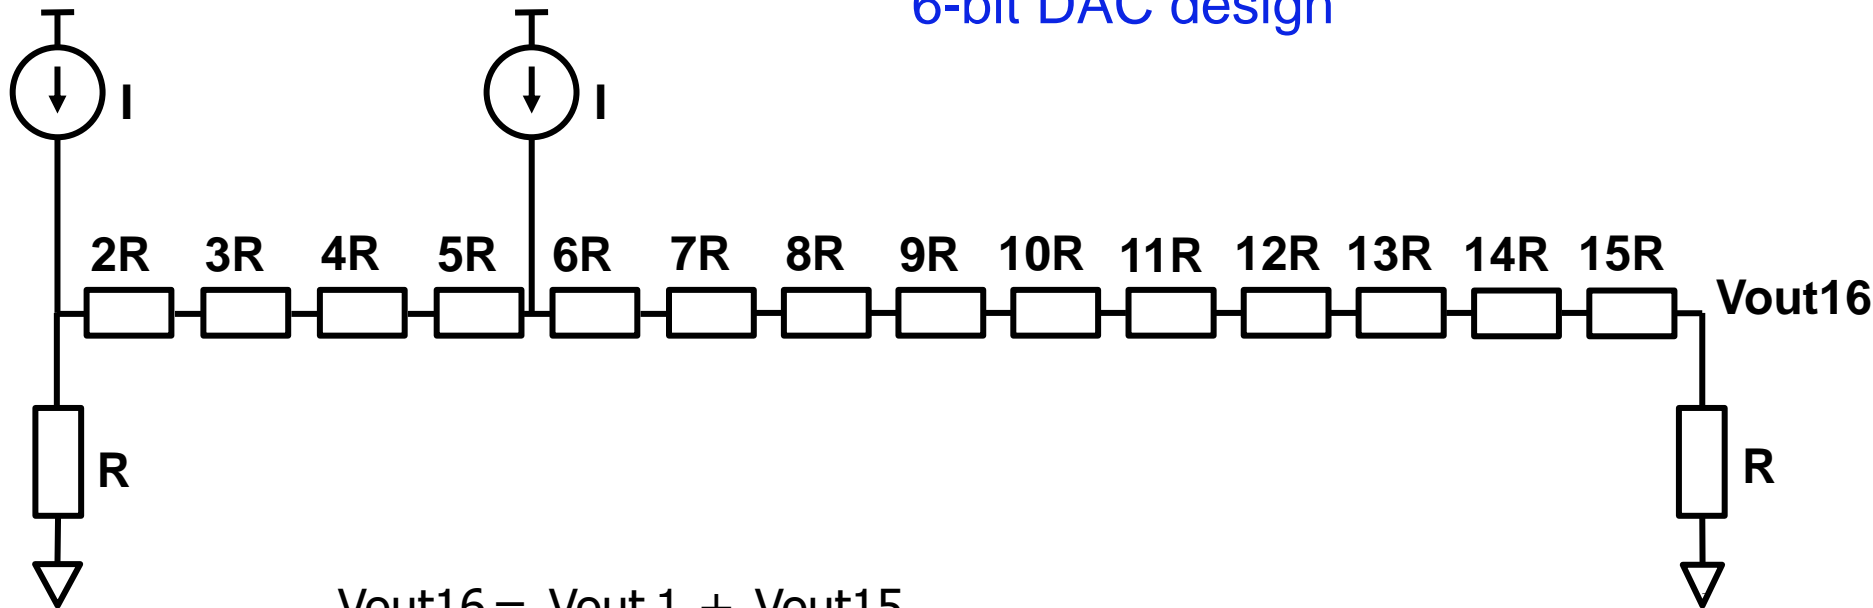 6-bit DAC design
I I
2R 3R 4R 5R 6R 7R 8R 9R 10R 11R 12R 13R 14R 15R
Vout16
R R
Vout16 = Vout 1 + Vout15